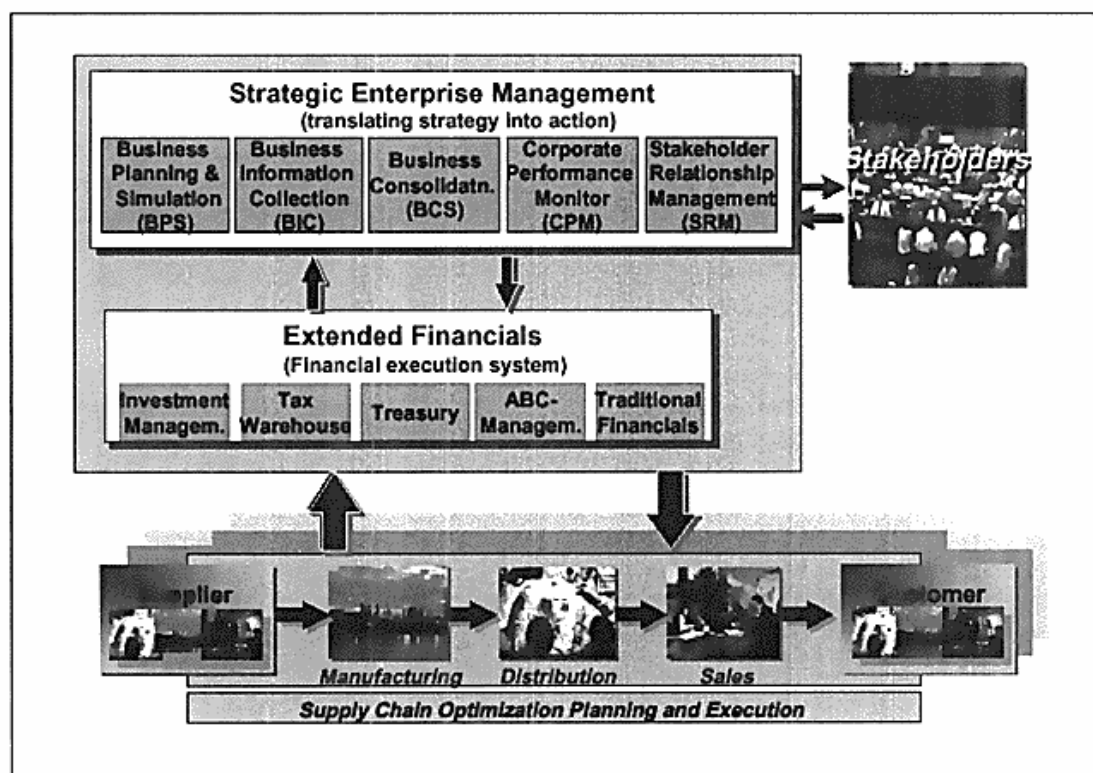 Strategic Enterprise Management
(translating strategy into action)
Business
Planning &
Simulation
(BPS)
Business
Information
Collection
(BIC)
Business
Consolidatn.
(BCS)
Corporate
Performance
Monitor
(CPM)
Stakeholder
Relationship
Management
(SRM)
Stakeholders
Extended Financials
(Financial execution system)
Investment
Managem.
Tax
Warehouse
Treasury
ABC-
Managem.
Traditional
Financials
Manufacturing
Distribution
Sales
Supply Chain Optimization Planning and Execution